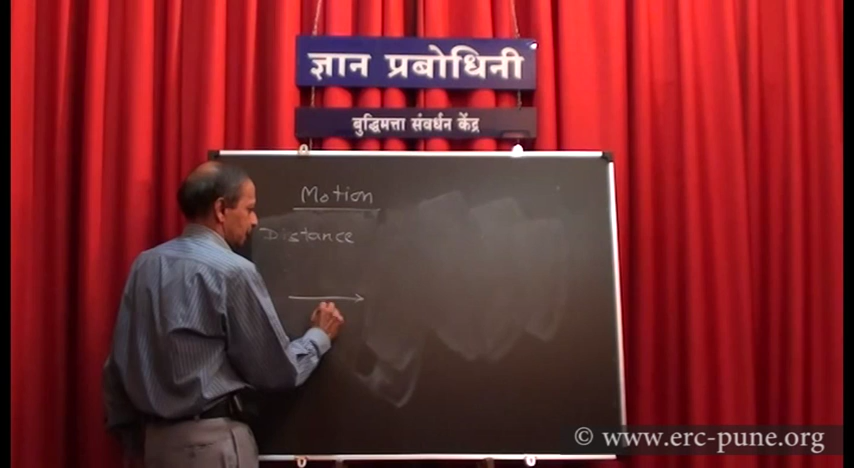 ज्ञान प्रबोधिनी
बुद्धिमत्ता संवर्धन केंद्र
Motion
Distance
© www.erc-pune.org